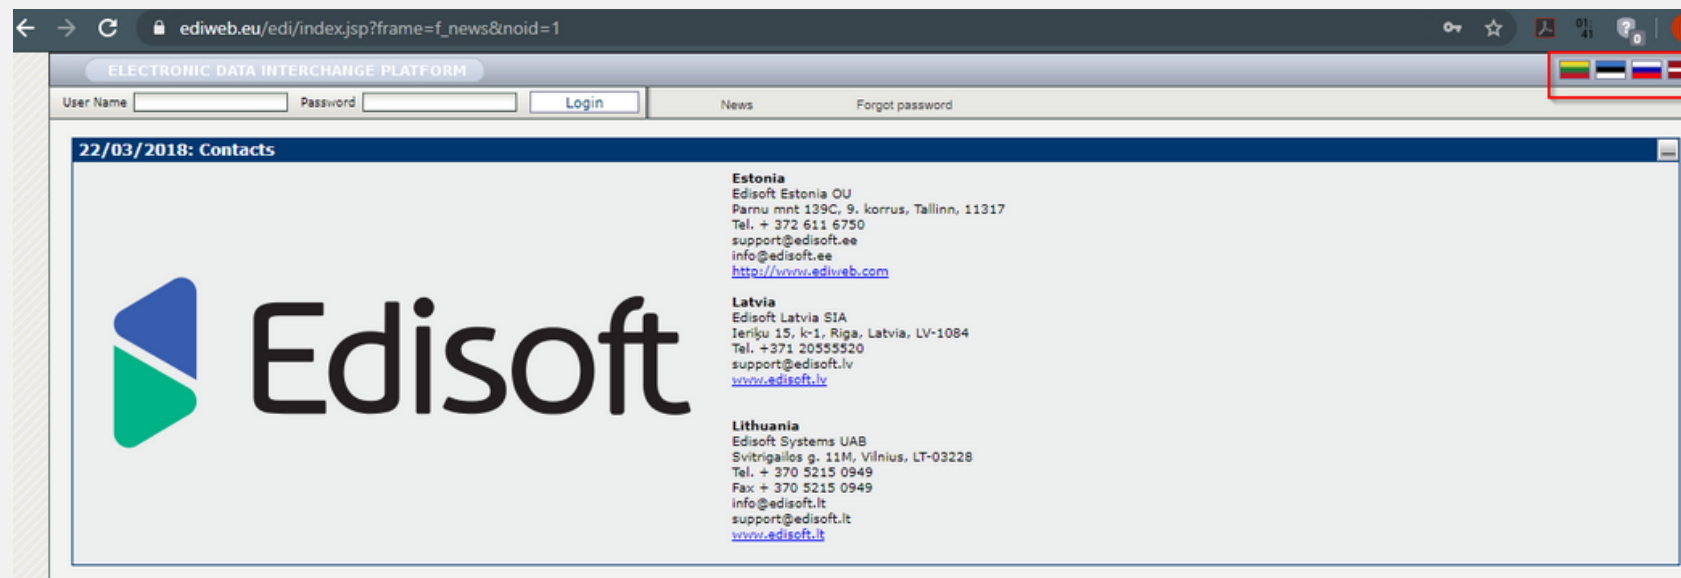 ediweb.eu/edi/index.jsp?frame=f_news&noid=1
01
41
0
ELECTRONIC DATA INTERCHANGE PLATFORM
User Name Password Login News Forgot password
22/03/2018: Contacts
Edisoft
Estonia
Edisoft Estonia OU
Parnu mnt 139C, 9. korrus, Tallinn, 11317
Tel. + 372 611 6750
support@edisoft.ee
info@edisoft.ee
http://www.ediweb.com
Latvia
Edisoft Latvia SIA
Ieriķu 15, k-1, Riga, Latvia, LV-1084
Tel. +371 20555520
support@edisoft.lv
www.edisoft.lv
Lithuania
Edisoft Systems UAB
Svitrigailos g. 11M, Vilnius, LT-03228
Tel. + 370 5215 0949
Fax + 370 5215 0949
info@edisoft.lt
support@edisoft.lt
www.edisoft.lt